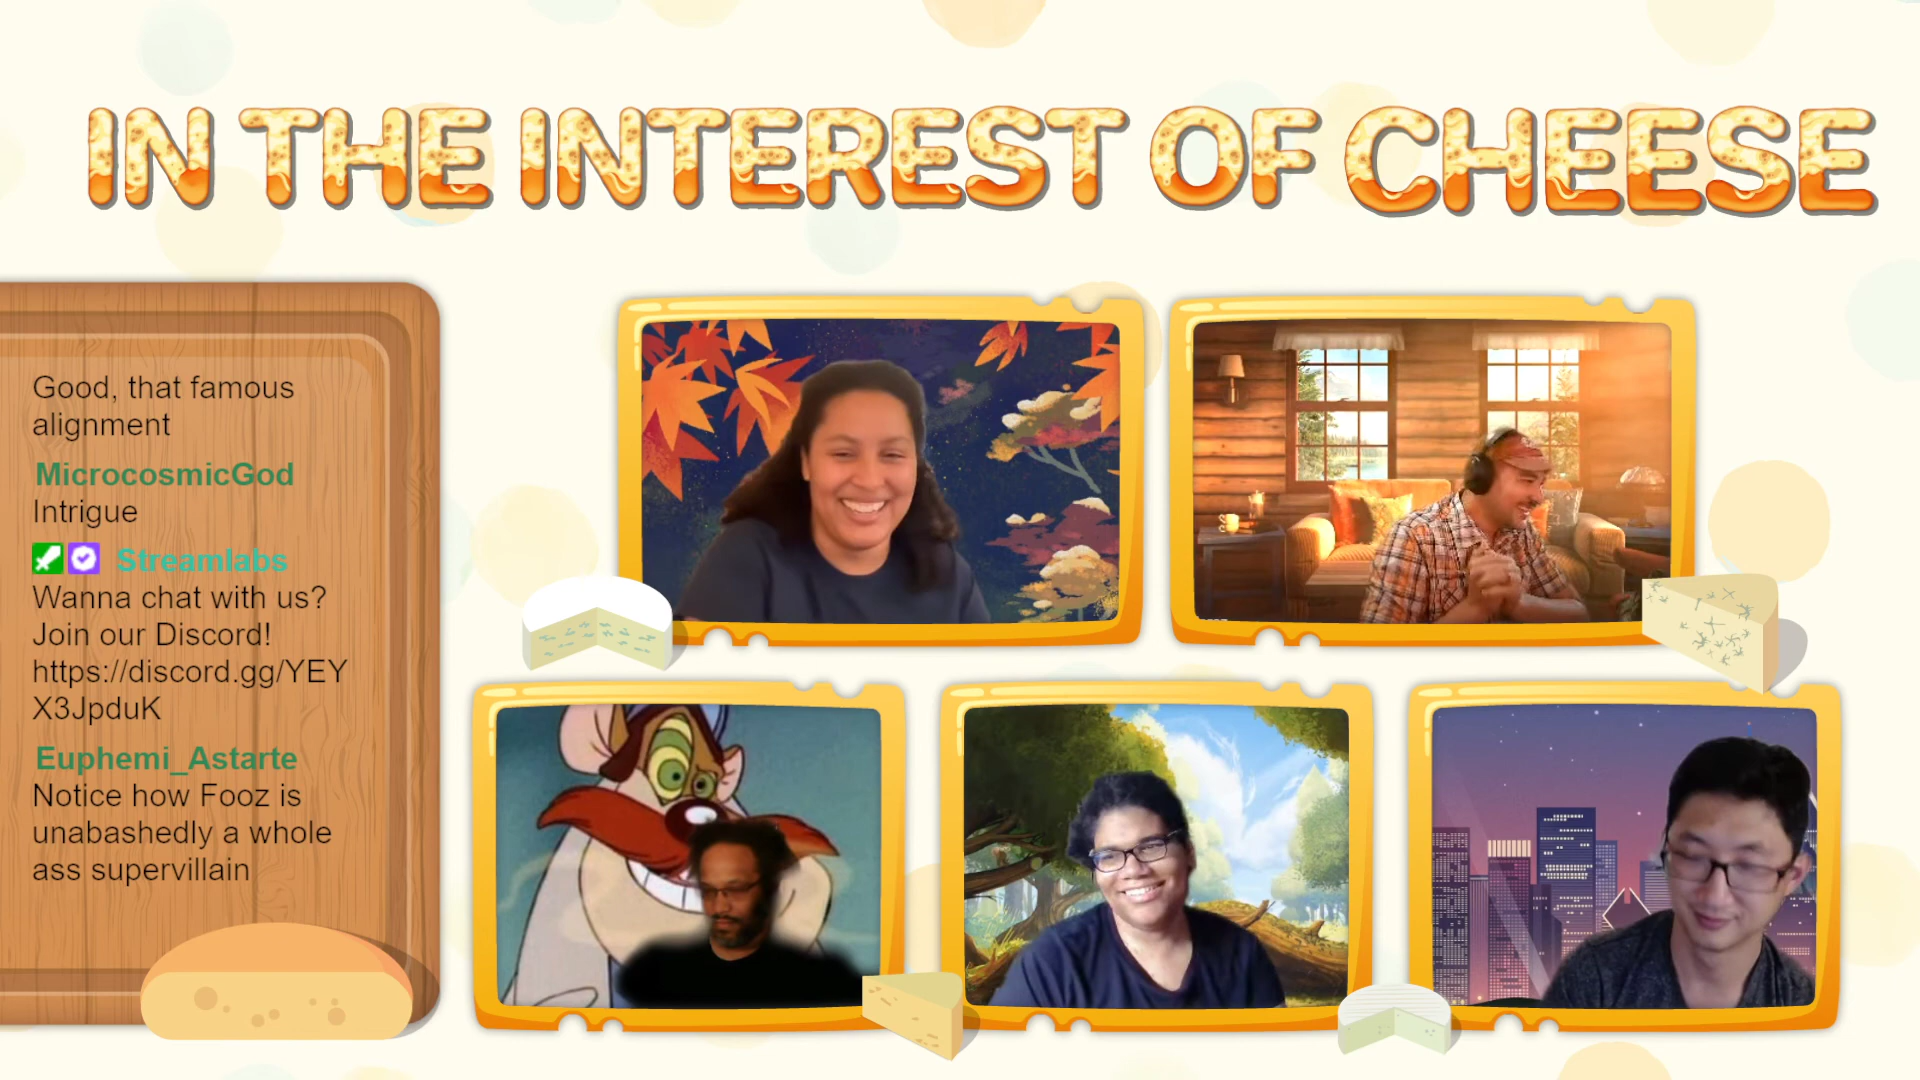 IN THE INTEREST OF CHEESE
Good, that famous
alignment
MicrocosmicGod
Intrigue
Streamlabs
Wanna chat with us?
Join our Discord!
https://discord.gg/YEY
X3JpduK
Euphemi_Astarte
Notice how Fooz is
unabashedly a whole
ass supervillain